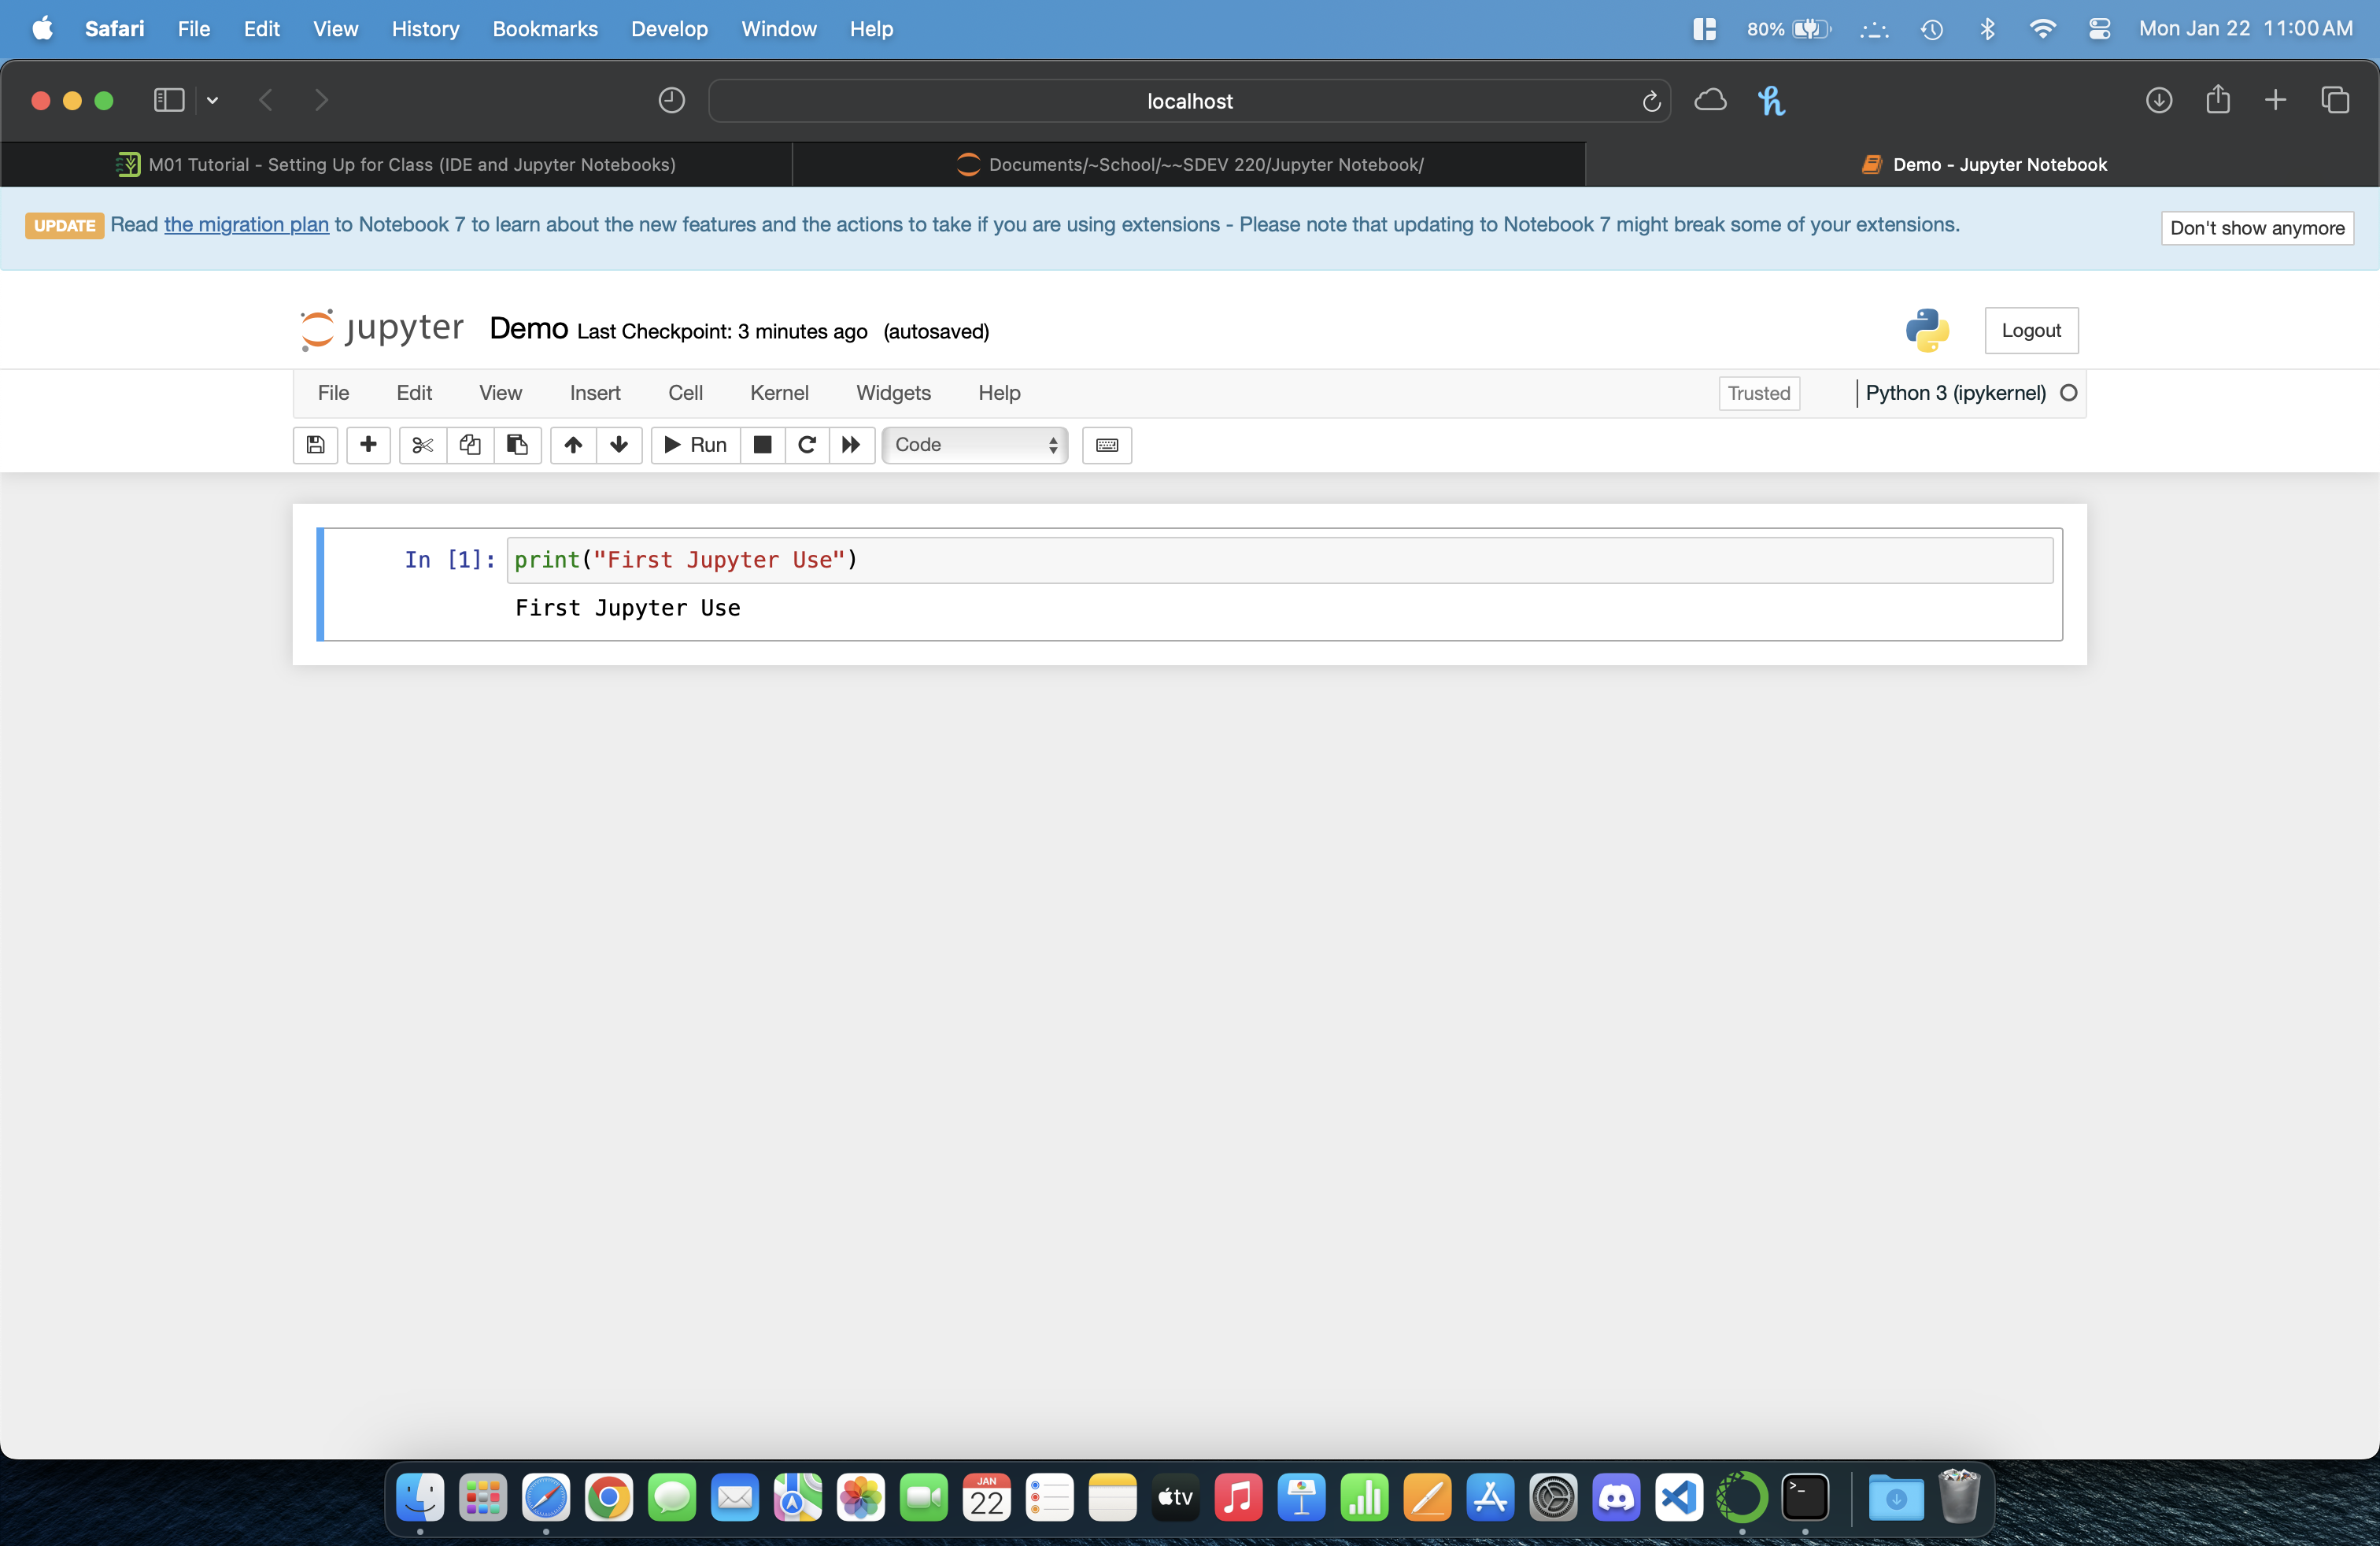 Safari File Edit View History Bookmarks Develop Window Help 80% Mon Jan 22 11:00 AM
localhost
M01 Tutorial - Setting Up for Class (IDE and Jupyter Notebooks) Documents/~School/~~SDEV 220/Jupyter Notebook/ Demo - Jupyter Notebook
UPDATE Read the migration plan to Notebook 7 to learn about the new features and the actions to take if you are using extensions - Please note that updating to Notebook 7 might break some of your extensions. Don't show anymore
jupyter Demo Last Checkpoint: 3 minutes ago (autosaved) Logout
File Edit View Insert Cell Kernel Widgets Help Trusted Python 3 (ipykernel)
Run Code
In [1]: print("First Jupyter Use")
First Jupyter Use
JAN
22
tv